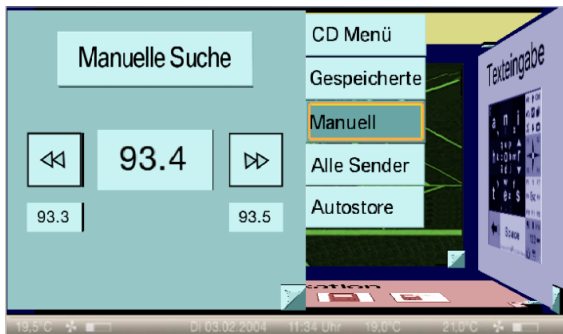 Manuelle Suche
93.4
93.3
93.5
CD Menü
Gespeicherte
Manuell
Alle Sender
Autostore
Texteingabe
a n i
Space
19,5°C
DI 03.02.2004
11:34 Uhr
19,0°C
21,0°C